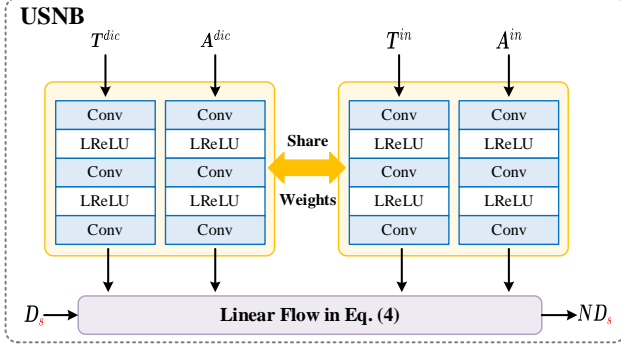 USNB
T^{dic} A^{dic} T^{in} A^{in}
Conv Conv Conv Conv
LReLU LReLU LReLU LReLU
Conv Conv Conv Conv
LReLU LReLU LReLU LReLU
Conv Conv Conv Conv
Share
Weights
D_s Linear Flow in Eq. (4) ND_s